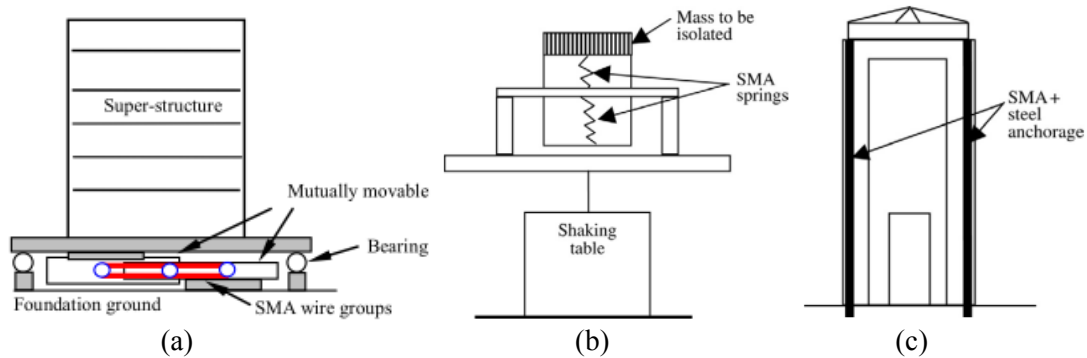 Super-structure
Mutually movable
Bearing
Foundation ground
SMA wire groups
(a)
Mass to be
isolated
SMA
springs
Shaking
table
(b)
SMA+
steel
anchorage
(c)